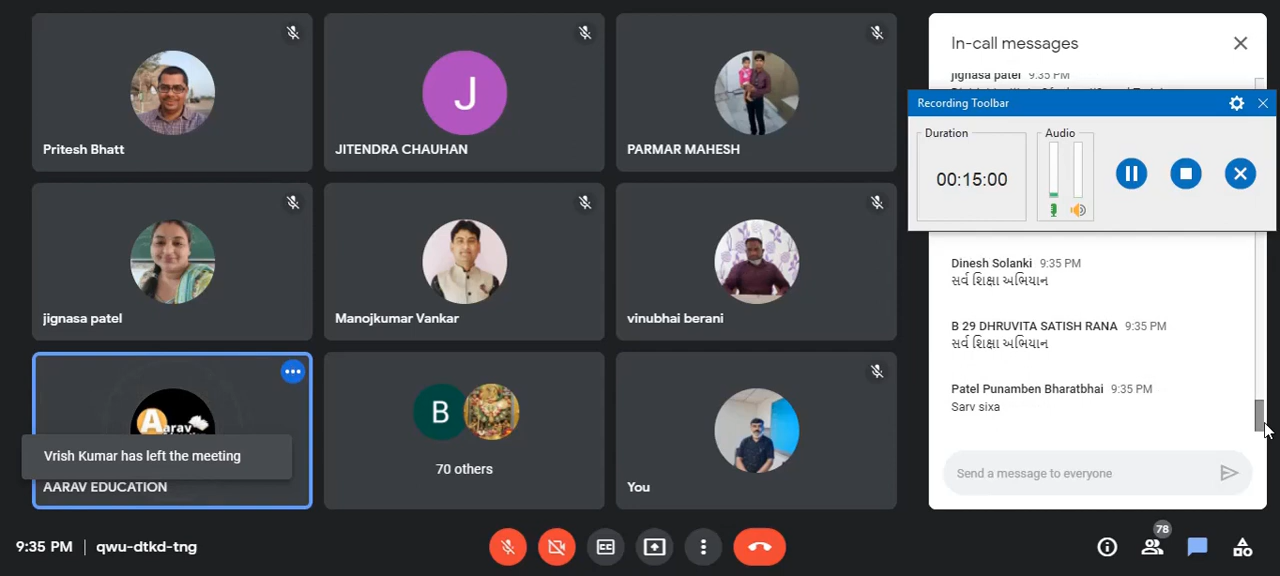 In-call messages
jignasa patel 9:35 PM
Recording Toolbar
Duration
Audio
00:15:00
J
Pritesh Bhatt
JITENDRA CHAUHAN
PARMAR MAHESH
jignasa patel
Manojkumar Vankar
vinubhai berani
Dinesh Solanki 9:35 PM
સર્વ શિક્ષા અભિયાન
B 29 DHRUVITA SATISH RANA 9:35 PM
સર્વ શિક્ષા અભિયાન
Patel Punamben Bharatbhai 9:35 PM
Sarv sixa
Aarav
B
Vrish Kumar has left the meeting
70 others
AARAV EDUCATION
You
Send a message to everyone
9:35 PM | qwu-dtkd-tng
CC
78